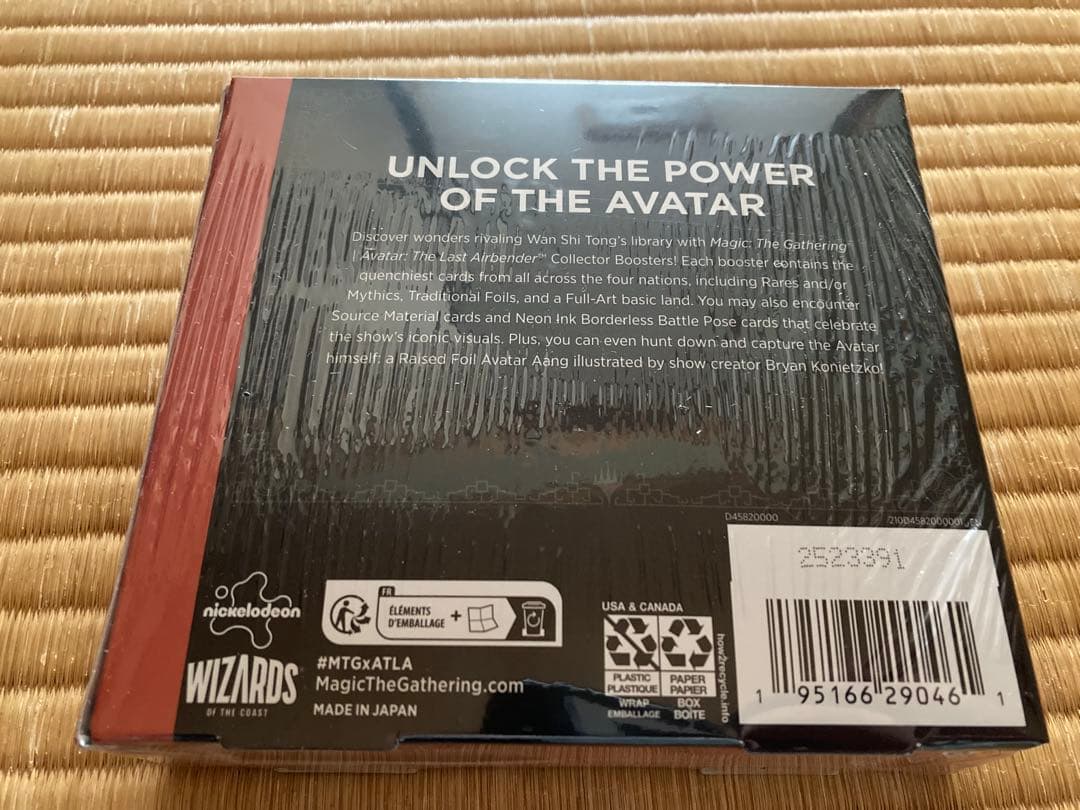 UNLOCK THE POWER
OF THE AVATAR
Discover wonders rivaling Wan Shi Tong's library with Magic: The Gathering
| Avatar: The Last Airbender™ Collector Boosters! Each booster contains the
quenchiest cards from all across the four nations, including Rares and/or
Mythics, Traditional Foils, and a Full-Art basic land. You may also encounter
Source Material cards and Neon Ink Borderless Battle Pose cards that celebrate
the show's iconic visuals. Plus, you can even hunt down and capture the Avatar
himself: a Raised Foil Avatar Aang illustrated by show creator Bryan Konietzko!
D45820000
210D4582000001_EN
2523391
1 95166 29046 1
nickelodeon
WIZARDS
OF THE COAST
FR
ÉLÉMENTS
D'EMBALLAGE
+
#MTGxATLA
MagicTheGathering.com
MADE IN JAPAN
USA & CANADA
PLASTIC
PLASTIQUE
WRAP
EMBALLAGE
PAPER
PAPIER
BOX
BOÎTE
how2recycle.info